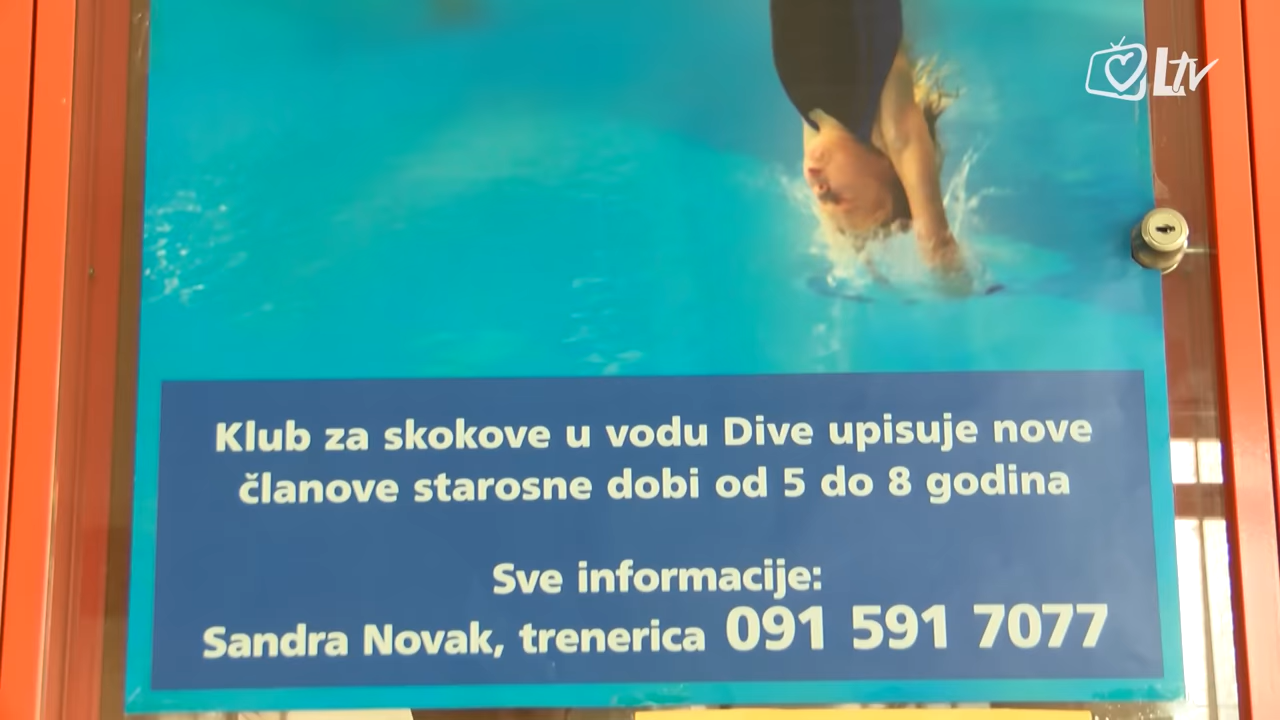 LTV
Klub za skokove u vodu Dive upisuje nove
članove starosne dobi od 5 do 8 godina
Sve informacije:
Sandra Novak, trenerica 091 591 7077